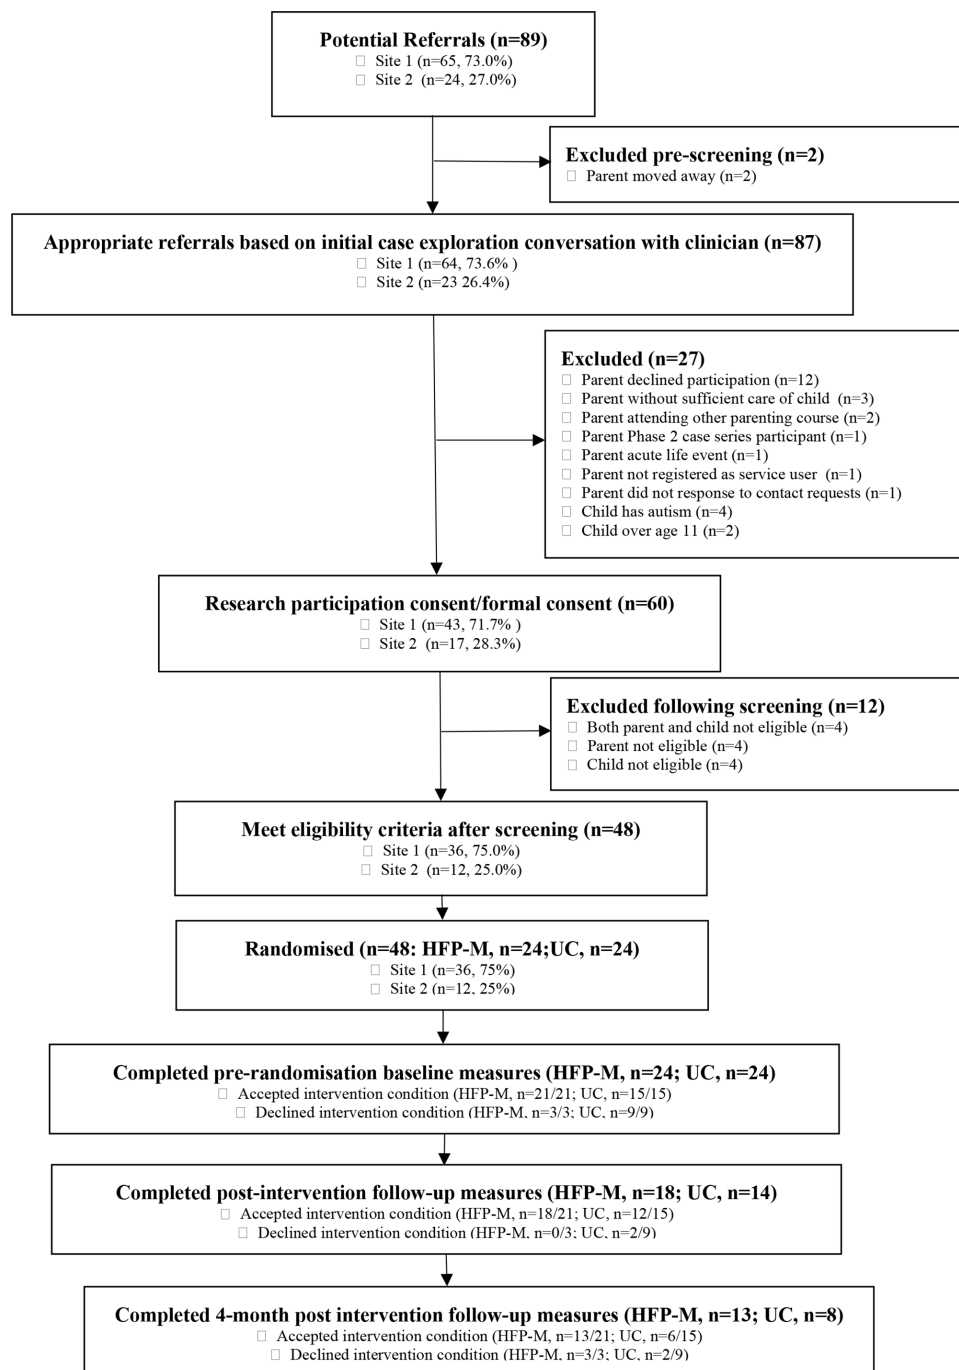 Potential Referrals (n=89)
Site 1 (n=65, 73.0%)
Site 2 (n=24, 27.0%)
Excluded pre-screening (n=2)
Parent moved away (n=2)
Appropriate referrals based on initial case exploration conversation with clinician (n=87)
Site 1 (n=64, 73.6% )
Site 2 (n=23 26.4%)
Excluded (n=27)
Parent declined participation (n=12)
Parent without sufficient care of child (n=3)
Parent attending other parenting course (n=2)
Parent Phase 2 case series participant (n=1)
Parent acute life event (n=1)
Parent not registered as service user (n=1)
Parent did not response to contact requests (n=1)
Child has autism (n=4)
Child over age 11 (n=2)
Research participation consent/formal consent (n=60)
Site 1 (n=43, 71.7% )
Site 2 (n=17, 28.3%)
Excluded following screening (n=12)
Both parent and child not eligible (n=4)
Parent not eligible (n=4)
Child not eligible (n=4)
Meet eligibility criteria after screening (n=48)
Site 1 (n=36, 75.0%)
Site 2 (n=12, 25.0%)
Randomised (n=48: HFP-M, n=24;UC, n=24)
Site 1 (n=36, 75%)
Site 2 (n=12, 25%)
Completed pre-randomisation baseline measures (HFP-M, n=24; UC, n=24)
Accepted intervention condition (HFP-M, n=21/21; UC, n=15/15)
Declined intervention condition (HFP-M, n=3/3; UC, n=9/9)
Completed post-intervention follow-up measures (HFP-M, n=18; UC, n=14)
Accepted intervention condition (HFP-M, n=18/21; UC, n=12/15)
Declined intervention condition (HFP-M, n=0/3; UC, n=2/9)
Completed 4-month post intervention follow-up measures (HFP-M, n=13; UC, n=8)
Accepted intervention condition (HFP-M, n=13/21; UC, n=6/15)
Declined intervention condition (HFP-M, n=3/3; UC, n=2/9)